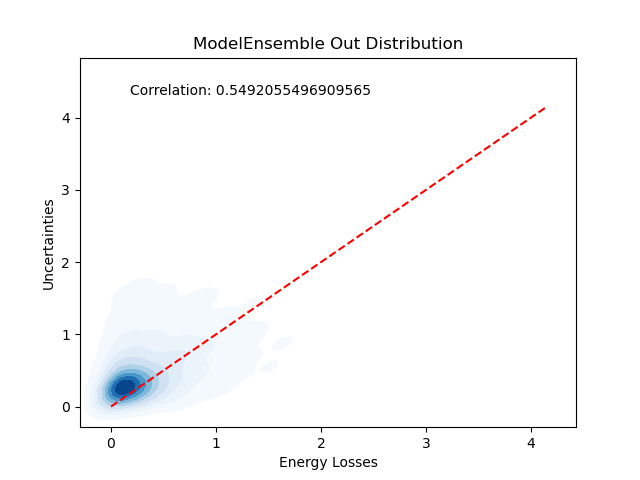 ModelEnsemble Out Distribution
Correlation: 0.5492055496909565
4
3
2
1
0
Uncertainties
0 1 2 3 4
Energy Losses